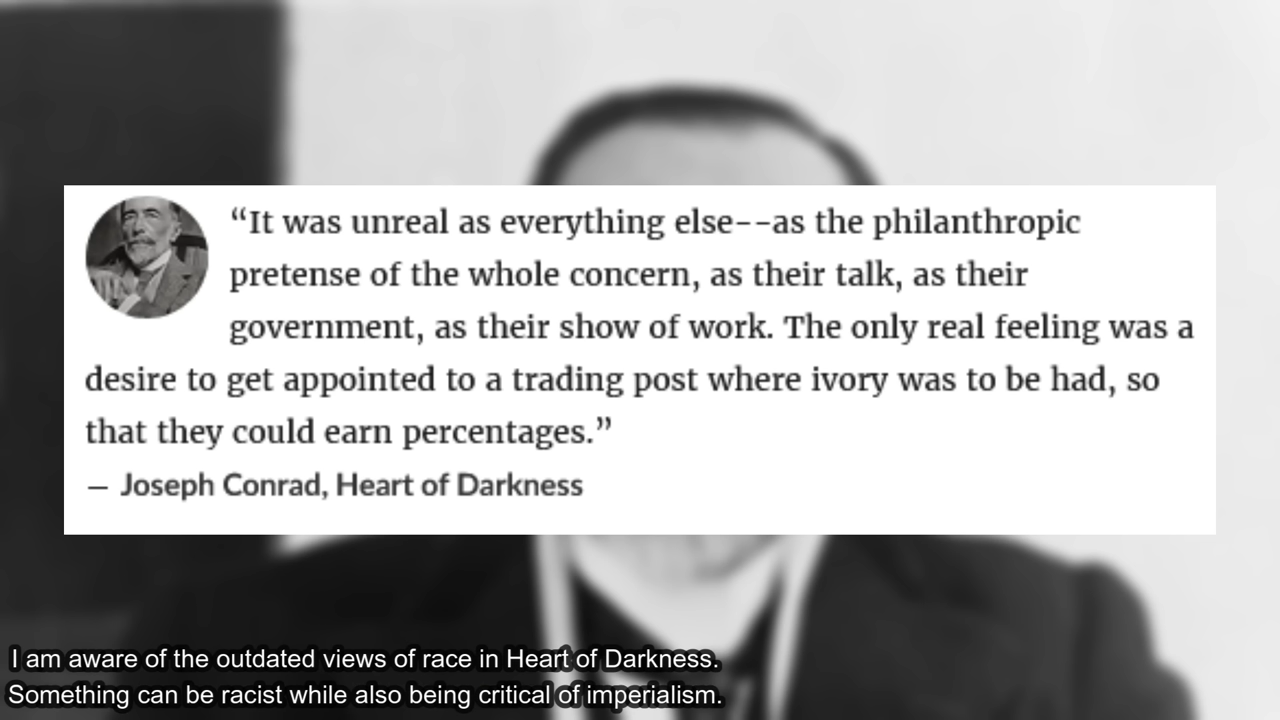 “It was unreal as everything else--as the philanthropic
pretense of the whole concern, as their talk, as their
government, as their show of work. The only real feeling was a
desire to get appointed to a trading post where ivory was to be had, so
that they could earn percentages.”
— Joseph Conrad, Heart of Darkness
I am aware of the outdated views of race in Heart of Darkness.
Something can be racist while also being critical of imperialism.